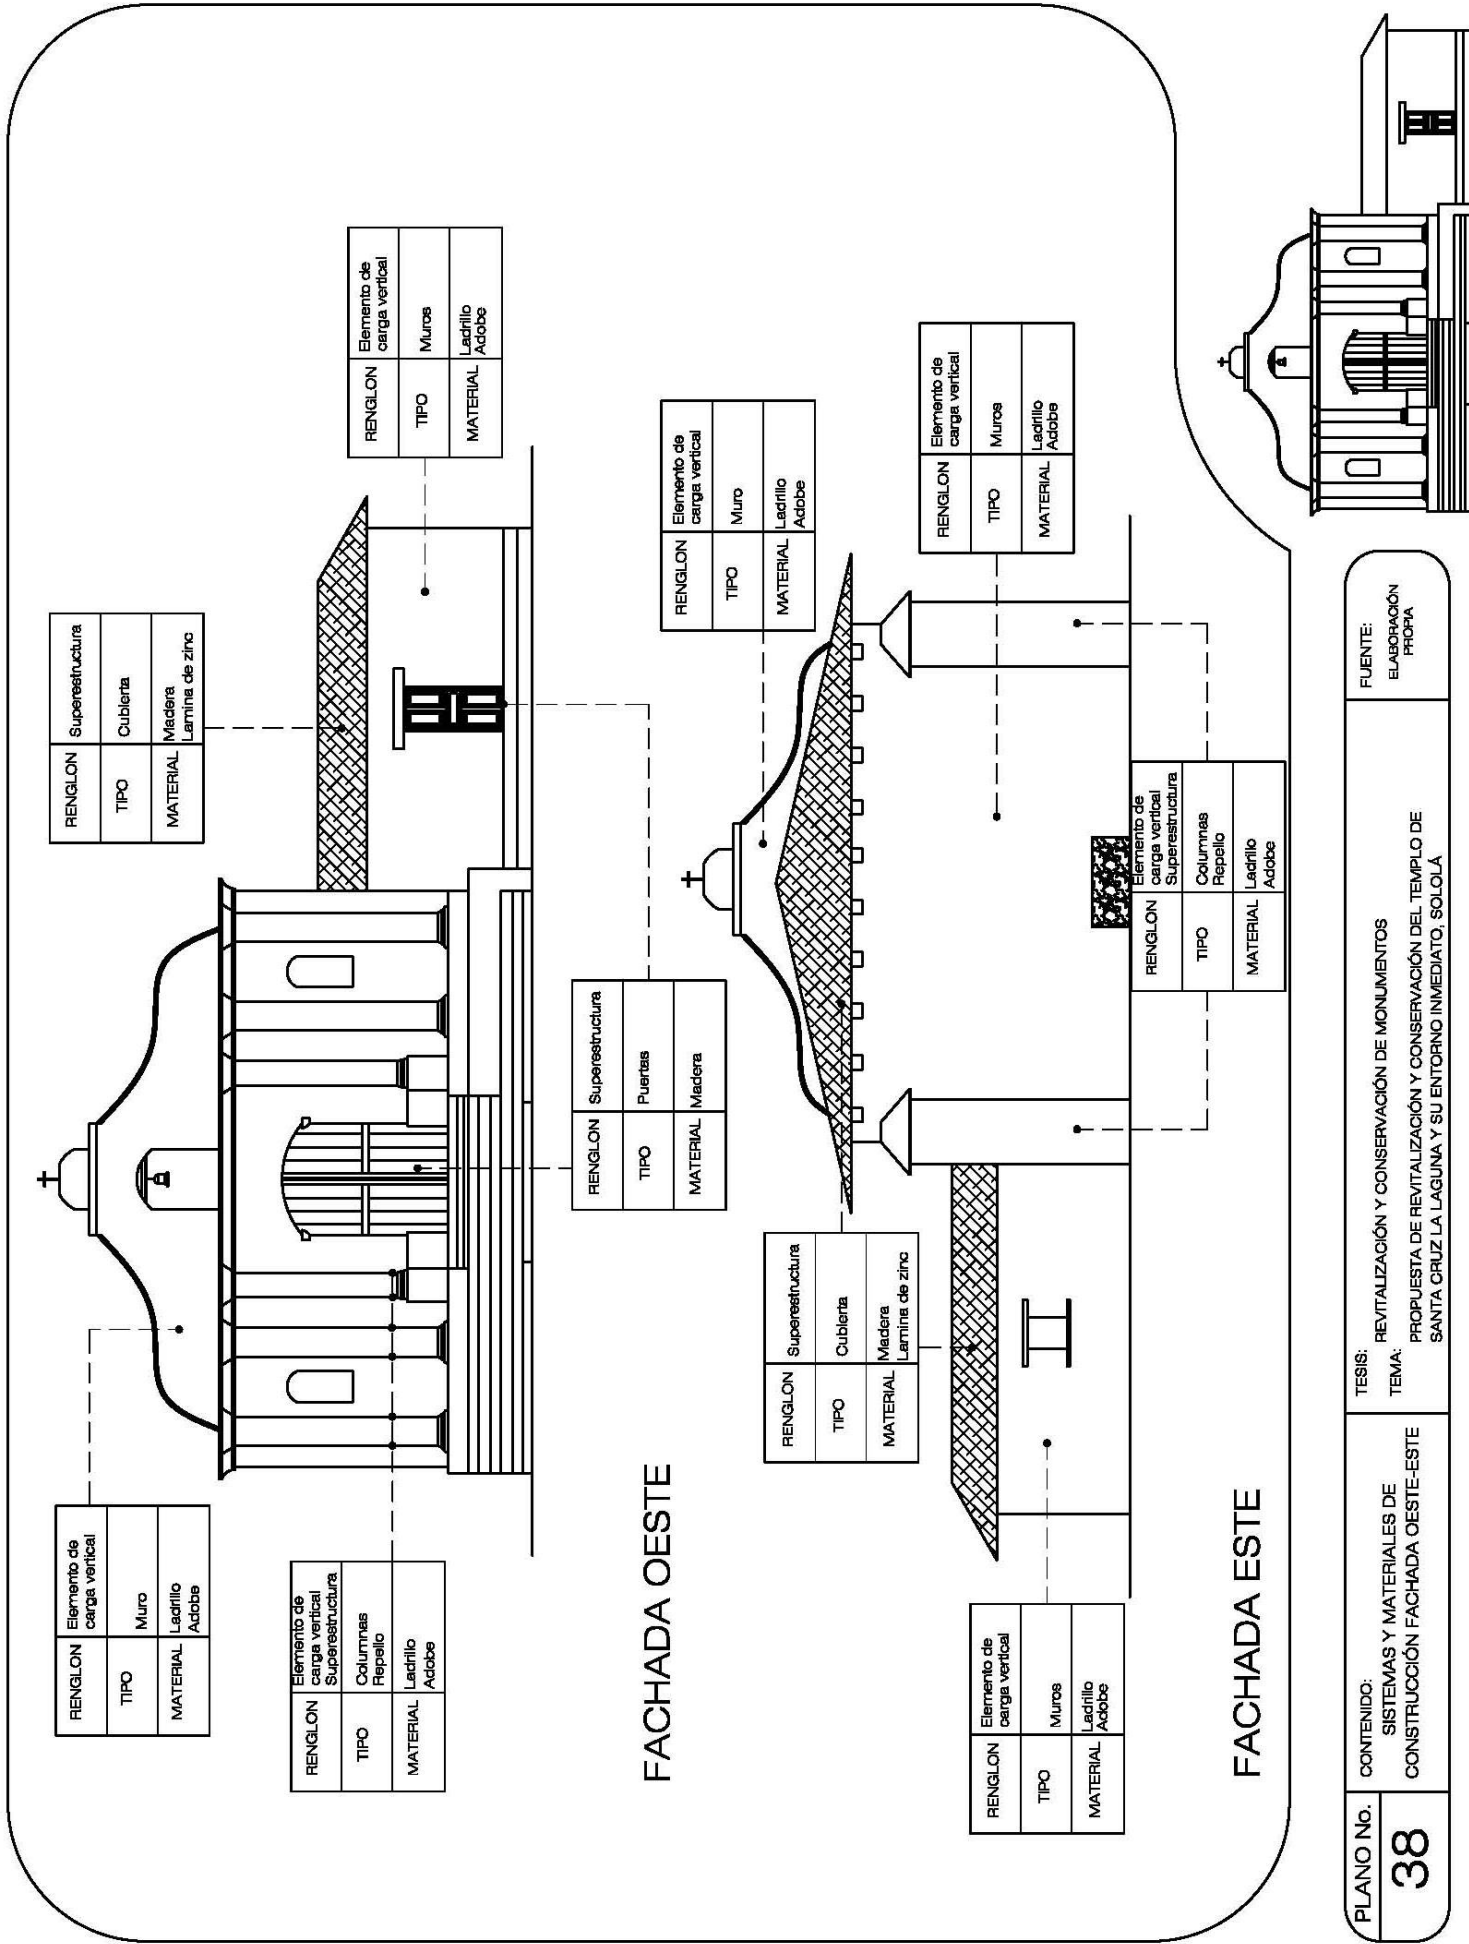 RENGLON Superestructura
TIPO Cubierta
MATERIAL Madera
Lamina de zinc
RENGLON Elemento de
carga vertical
TIPO Muro
MATERIAL Ladrillo
Adobe
RENGLON Elemento de
carga vertical
TIPO Muros
MATERIAL Ladrillo
Adobe
RENGLON Elemento de
carga vertical
Superestructura
TIPO Columnas
Repello
MATERIAL Ladrillo
Adobe
RENGLON Superestructura
TIPO Puertas
MATERIAL Madera
FACHADA OESTE
RENGLON Elemento de
carga vertical
TIPO Muro
MATERIAL Ladrillo
Adobe
RENGLON Superestructura
TIPO Cubierta
MATERIAL Madera
Lamina de zinc
RENGLON Elemento de
carga vertical
TIPO Muros
MATERIAL Ladrillo
Adobe
RENGLON Elemento de
carga vertical
TIPO Muros
MATERIAL Ladrillo
Adobe
RENGLON Elemento de
carga vertical
Superestructura
TIPO Columnas
Repello
MATERIAL Ladrillo
Adobe
FACHADA ESTE
PLANO No.
38
CONTENIDO:
SISTEMAS Y MATERIALES DE
CONSTRUCCIÓN FACHADA OESTE-ESTE
TESIS:
REVITALIZACIÓN Y CONSERVACIÓN DE MONUMENTOS
TEMA:
PROPUESTA DE REVITALIZACIÓN Y CONSERVACIÓN DEL TEMPLO DE
SANTA CRUZ LA LAGUNA Y SU ENTORNO INMEDIATO, SOLOLÁ
FUENTE:
ELABORACIÓN
PROPIA